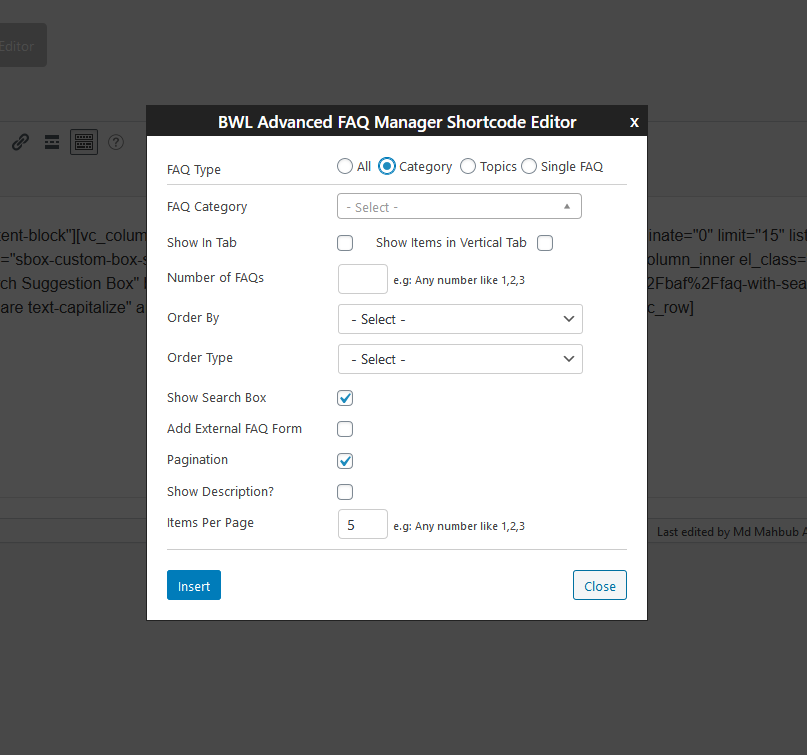 Editor
BWL Advanced FAQ Manager Shortcode Editor x
FAQ Type All Category Topics Single FAQ
FAQ Category - Select -
tent-block"][vc_colum inate="0" limit="15" list
Show In Tab Show Items in Vertical Tab
="sbox-custom-box-s olumn_inner el_class=
Number of FAQs e.g: Any number like 1,2,3
ch Suggestion Box" 2Fbaf%2Ffaq-with-sea
are text-capitalize" a c_row]
Order By - Select -
Order Type - Select -
Show Search Box
Add External FAQ Form
Pagination
Show Description?
Items Per Page 5 e.g: Any number like 1,2,3
Last edited by Md Mahbub A
Insert Close